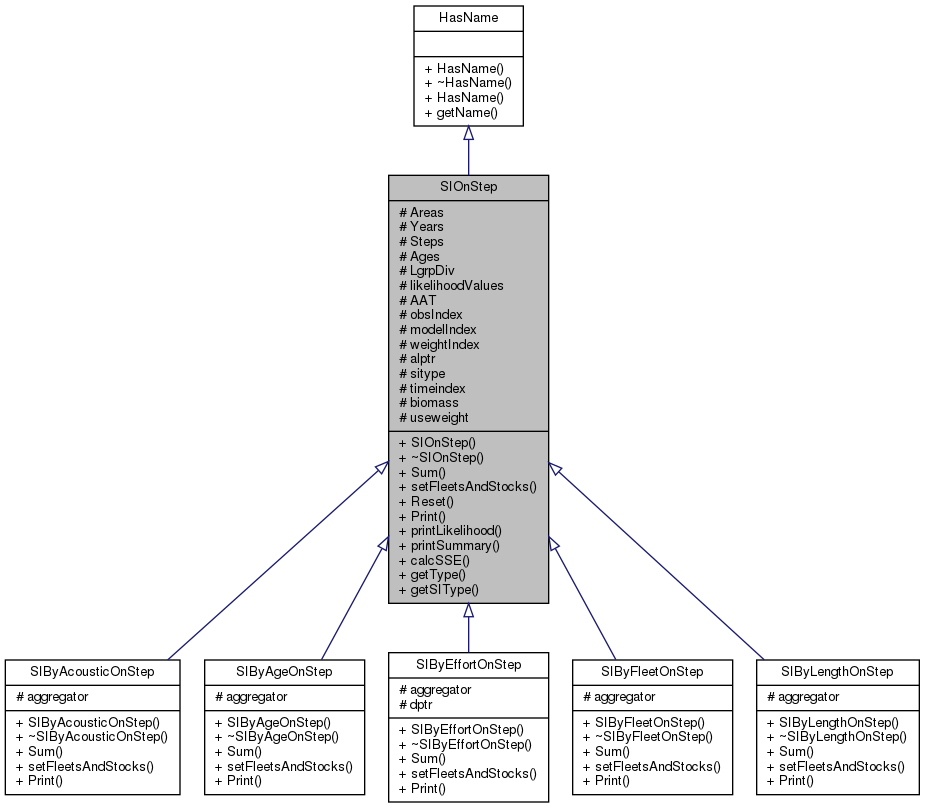 HasName
+ HasName()
+ ~HasName()
+ HasName()
+ getName()
SIOnStep
# Areas
# Years
# Steps
# Ages
# LgrpDiv
# likelihoodValues
# AAT
# obsIndex
# modelIndex
# weightIndex
# alptr
# sitype
# timeindex
# biomass
# useweight
+ SIOnStep()
+ ~SIOnStep()
+ Sum()
+ setFleetsAndStocks()
+ Reset()
+ Print()
+ printLikelihood()
+ printSummary()
+ calcSSE()
+ getType()
+ getSIType()
SIByAcousticOnStep
# aggregator
+ SIByAcousticOnStep()
+ ~SIByAcousticOnStep()
+ Sum()
+ setFleetsAndStocks()
+ Print()
SIByAgeOnStep
# aggregator
+ SIByAgeOnStep()
+ ~SIByAgeOnStep()
+ Sum()
+ setFleetsAndStocks()
+ Print()
SIByEffortOnStep
# aggregator
# dptr
+ SIByEffortOnStep()
+ ~SIByEffortOnStep()
+ Sum()
+ setFleetsAndStocks()
+ Print()
SIByFleetOnStep
# aggregator
+ SIByFleetOnStep()
+ ~SIByFleetOnStep()
+ Sum()
+ setFleetsAndStocks()
+ Print()
SIByLengthOnStep
# aggregator
+ SIByLengthOnStep()
+ ~SIByLengthOnStep()
+ Sum()
+ setFleetsAndStocks()
+ Print()